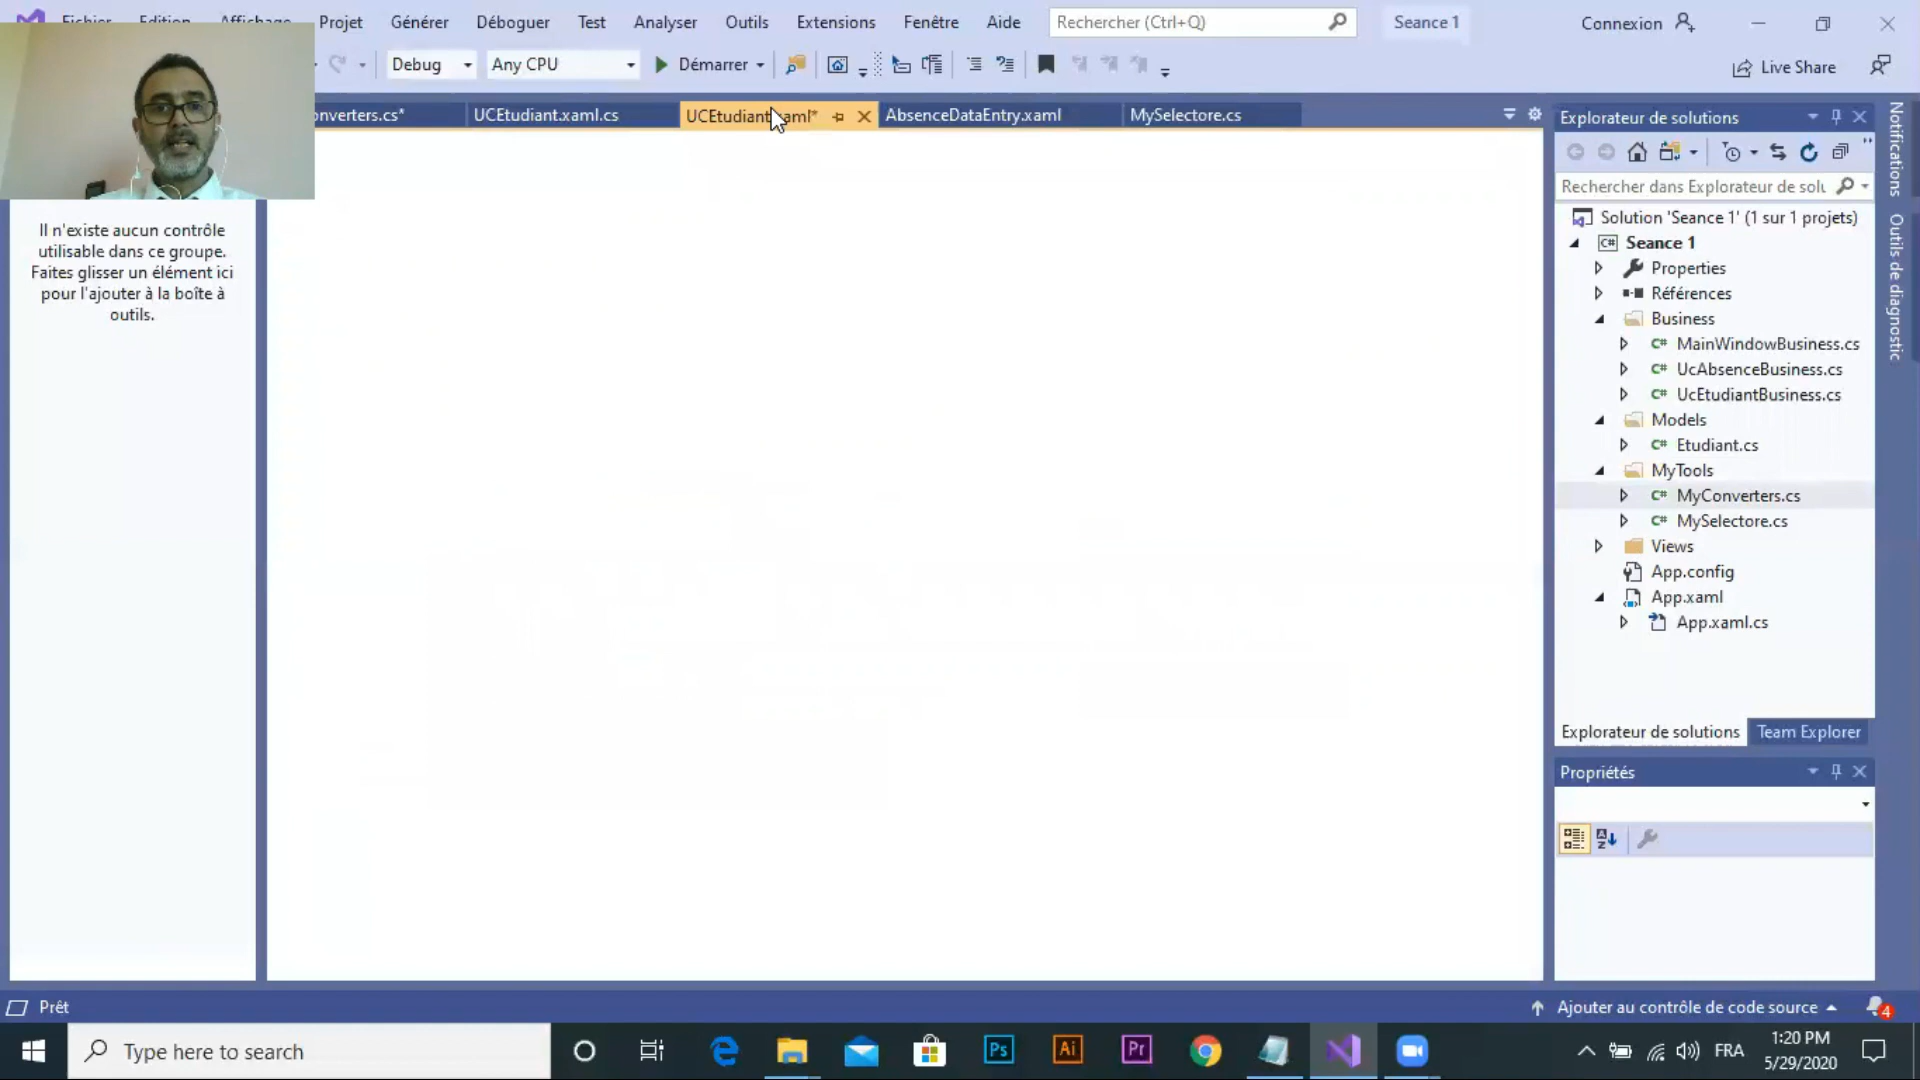 Fichier Edition Affichage Projet Générer Déboguer Test Analyser Outils Extensions Fenêtre Aide Rechercher (Ctrl+Q) Seance 1 Connexion
Debug Any CPU Démarrer Live Share
onverters.cs* UCEtudiant.xaml.cs UCEtudiant.xaml* AbsenceDataEntry.xaml MySelectore.cs
Il n'existe aucun contrôle
utilisable dans ce groupe.
Faites glisser un élément ici
pour l'ajouter à la boîte à
outils.
Explorateur de solutions
Rechercher dans Explorateur de solu
Solution 'Seance 1' (1 sur 1 projets)
C# Seance 1
Properties
Références
Business
C# MainWindowBusiness.cs
C# UcAbsenceBusiness.cs
C# UcEtudiantBusiness.cs
Models
C# Etudiant.cs
MyTools
C# MyConverters.cs
C# MySelectore.cs
Views
App.config
App.xaml
App.xaml.cs
Explorateur de solutions Team Explorer
Propriétés
Notifications
Outils de diagnostic
Prêt
Ajouter au contrôle de code source 4
Type here to search
Ps Ai Pr
FRA
1:20 PM
5/29/2020